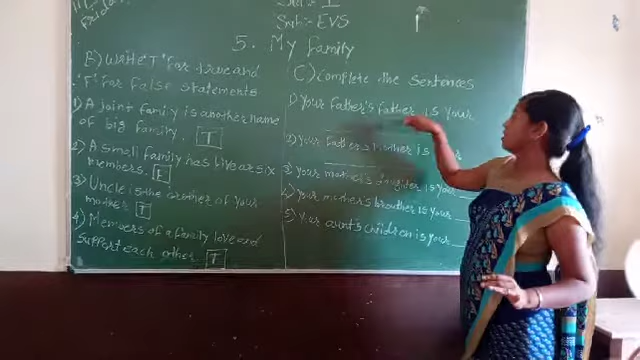 Friday
Std:- I
Sub:- EVS
5. My family
B) Write "T" for true and
"F" for false statements
1) A joint family is another name
of big family. T
2) A small family has five or six
members. F
3) Uncle is the brother of your
mother T
4) Members of a family love and
support each other. T
C) Complete the sentences
1) Your father's father is your
2) Your father's mother is
3) Your mother's daughter is your
4) Your mother's brouther is your
5) Your aunt's children is your